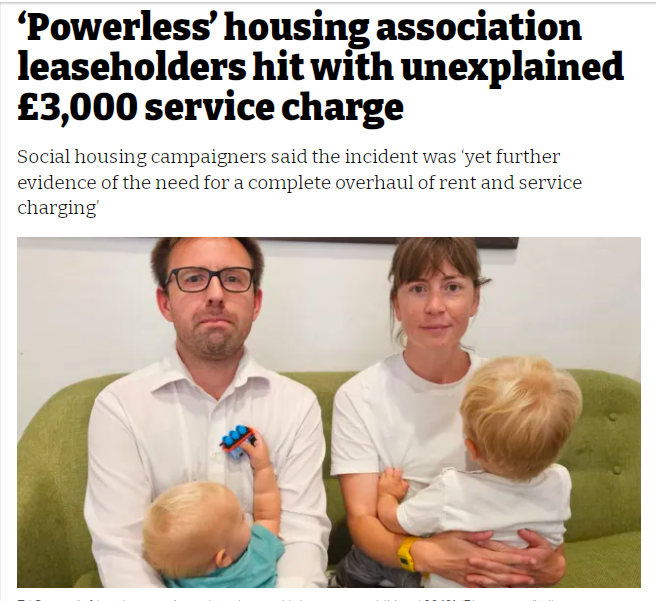 ‘Powerless’ housing association
leaseholders hit with unexplained
£3,000 service charge
Social housing campaigners said the incident was ‘yet further
evidence of the need for a complete overhaul of rent and service
charging’